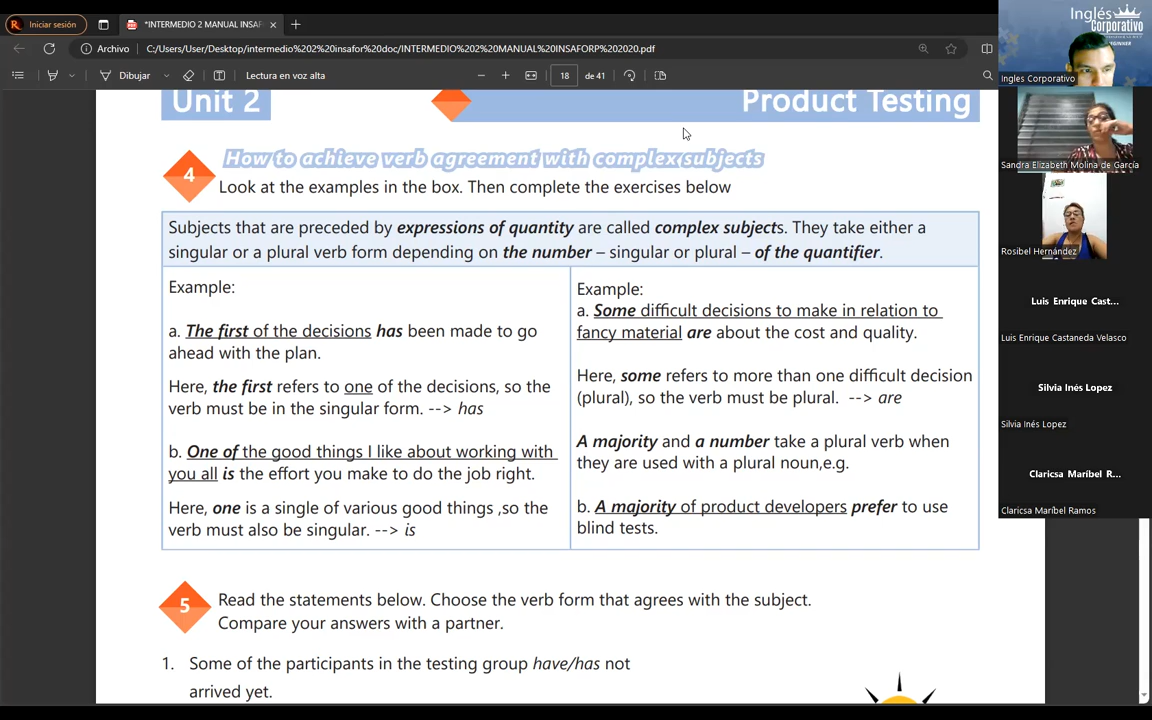 Iniciar sesión
*INTERMEDIO 2 MANUAL INSAF
Archivo
C:/Users/User/Desktop/intermedio%202%20insafor%20doc/INTERMEDIO%202%20MANUAL%20INSAFORP%202020.pdf
Dibujar
Lectura en voz alta
18
de 41
Inglés
Corporativo
Ingles Corporativo
Sandra Elizabeth Molina de García
Rosibel Hernández
Luis Enrique Cast...
Luis Enrique Castaneda Velasco
Silvia Inés Lopez
Silvia Inés Lopez
Claricsa Maríbel R...
Claricsa Maríbel Ramos
Unit 2
Product Testing
4
How to achieve verb agreement with complex subjects
Look at the examples in the box. Then complete the exercises below
Subjects that are preceded by expressions of quantity are called complex subjects. They take either a
singular or a plural verb form depending on the number – singular or plural – of the quantifier.
Example:
a. The first of the decisions has been made to go
ahead with the plan.
Here, the first refers to one of the decisions, so the
verb must be in the singular form. --> has
b. One of the good things I like about working with
you all is the effort you make to do the job right.
Here, one is a single of various good things ,so the
verb must also be singular. --> is
Example:
a. Some difficult decisions to make in relation to
fancy material are about the cost and quality.
Here, some refers to more than one difficult decision
(plural), so the verb must be plural. --> are
A majority and a number take a plural verb when
they are used with a plural noun,e.g.
b. A majority of product developers prefer to use
blind tests.
5
Read the statements below. Choose the verb form that agrees with the subject.
Compare your answers with a partner.
1. Some of the participants in the testing group have/has not
arrived yet.